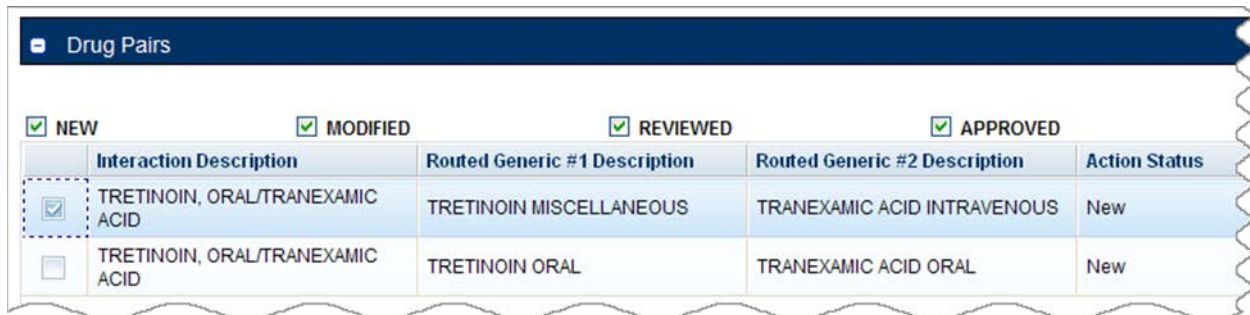 Drug Pairs
NEW MODIFIED REVIEWED APPROVED
Interaction Description Routed Generic #1 Description Routed Generic #2 Description Action Status
TRETINOIN, ORAL/TRANEXAMIC
ACID TRETINOIN MISCELLANEOUS TRANEXAMIC ACID INTRAVENOUS New
TRETINOIN, ORAL/TRANEXAMIC
ACID TRETINOIN ORAL TRANEXAMIC ACID ORAL New